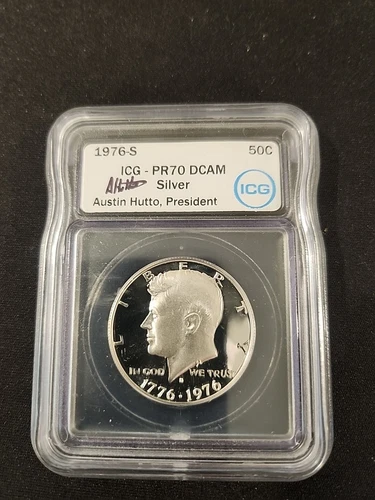 1976-S 50C
ICG - PR70 DCAM
Silver
ICG
Austin Hutto, President
LIBERTY
IN GOD WE TRUST
S
1776 · 1976